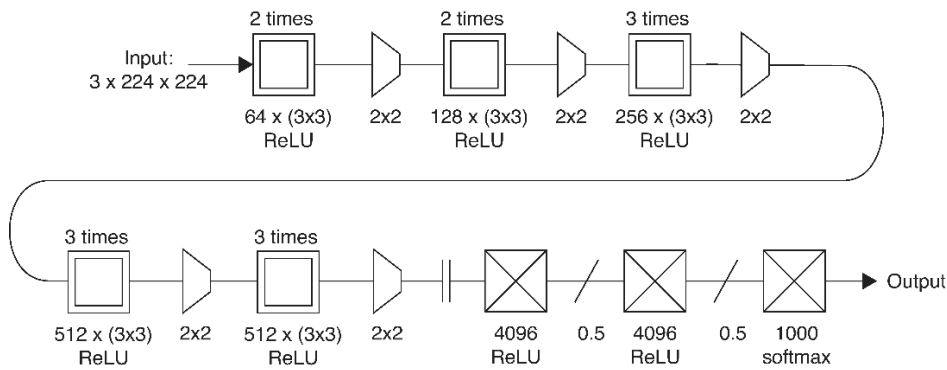 2 times
2 times
3 times
Input:
3 x 224 x 224
64 x (3x3)
ReLU
2x2
128 x (3x3)
ReLU
2x2
256 x (3x3)
ReLU
2x2
3 times
3 times
Output
512 x (3x3)
ReLU
2x2
512 x (3x3)
ReLU
2x2
4096
ReLU
0.5
4096
ReLU
0.5
1000
softmax